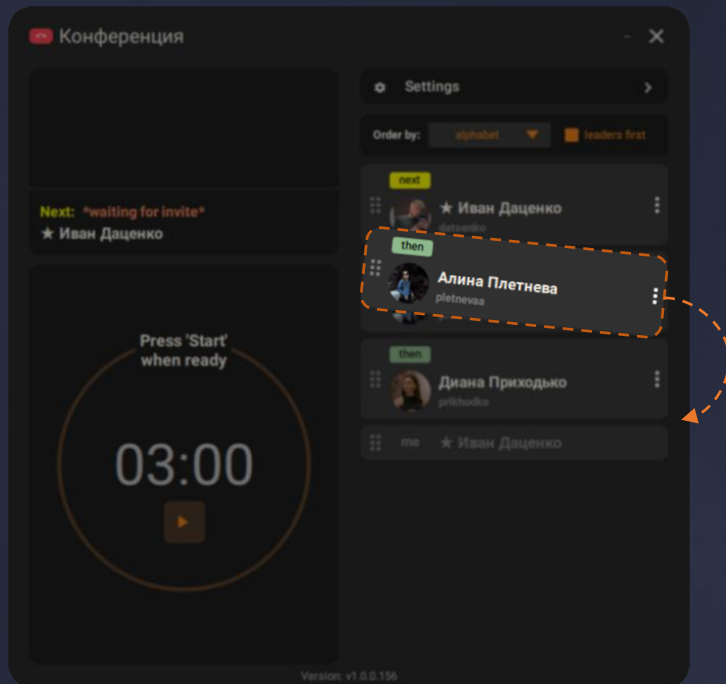 Конференция
Next: *waiting for invite*
★ Иван Даценко
Press 'Start'
when ready
03:00
Settings
Order by: alphabet leaders first
next
★ Иван Даценко
datsenko
then
Алина Плетнева
pletnevaa
then
Диана Приходько
prikhodko
me ★ Иван Даценко
Version: v1.0.0.156